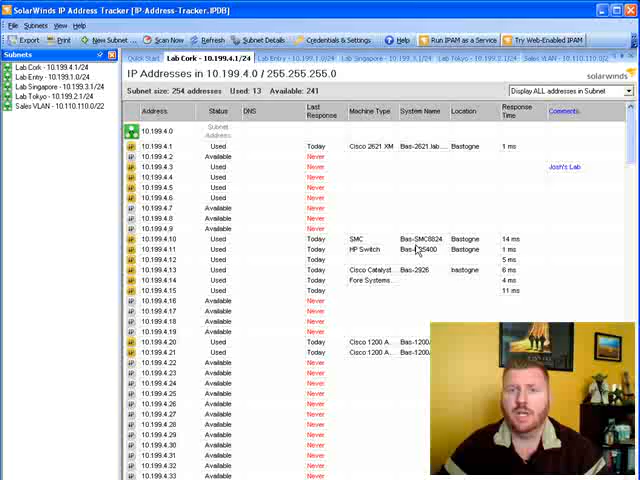 SolarWinds IP Address Tracker [IP-Address-Tracker.IPDB]
File Subnets View Help
Export Print New Subnet ... Scan Now Refresh Subnet Details Credentials & Settings Help Run IPAM as a Service Try Web-Enabled IPAM
Subnets
Lab Cork - 10.199.4.1/24
Lab Entry - 10.199.1.0/24
Lab Singapore - 10.199.3.1/24
Lab Tokyo - 10.199.2.1/24
Sales VLAN - 10.110.110.0/22
Quick Start Lab Cork - 10.199.4.1/24 Lab Entry - 10.199.1.0/24 Lab Singapore - 10.199.3.1/24 Lab Tokyo - 10.199.2.1/24 Sales VLAN - 10.110.110.0/22
IP Addresses in 10.199.4.0 / 255.255.255.0
solarwinds
Subnet size: 254 addresses Used: 13 Available: 241 Display ALL addresses in Subnet
Address Status DNS Last Response Machine Type System Name Location Response Time Comments
10.199.4.0 Subnet Address
10.199.4.1 Used Today Cisco 2621 XM Bas-2621.lab.... Bastogne 1 ms
10.199.4.2 Available Never
10.199.4.3 Used Never Josh's Lab
10.199.4.4 Used Never
10.199.4.5 Used Never
10.199.4.6 Used Never
10.199.4.7 Available Never
10.199.4.8 Available Never
10.199.4.9 Available Never
10.199.4.10 Used Today SMC Bas-SMC8824 Bastogne 14 ms
10.199.4.11 Used Today HP Switch Bastogne 1 ms
10.199.4.12 Used Today 5 ms
10.199.4.13 Used Today Cisco Catalyst... Bas-2926 bastogne 6 ms
10.199.4.14 Used Today Fore Systems... 4 ms
10.199.4.15 Used Today 11 ms
10.199.4.16 Available Never
10.199.4.17 Available Never
10.199.4.18 Available Never
10.199.4.19 Available Never
10.199.4.20 Used Today Cisco 1200 A... Bas-1200/
10.199.4.21 Used Today Cisco 1200 A... Bas-1200/
10.199.4.22 Available Never
10.199.4.23 Available Never
10.199.4.24 Available Never
10.199.4.25 Available Never
10.199.4.26 Available Never
10.199.4.27 Available Never
10.199.4.28 Available Never
10.199.4.29 Available Never
10.199.4.30 Available Never
10.199.4.31 Available Never
10.199.4.32 Available Never
10.199.4.33 Available Never